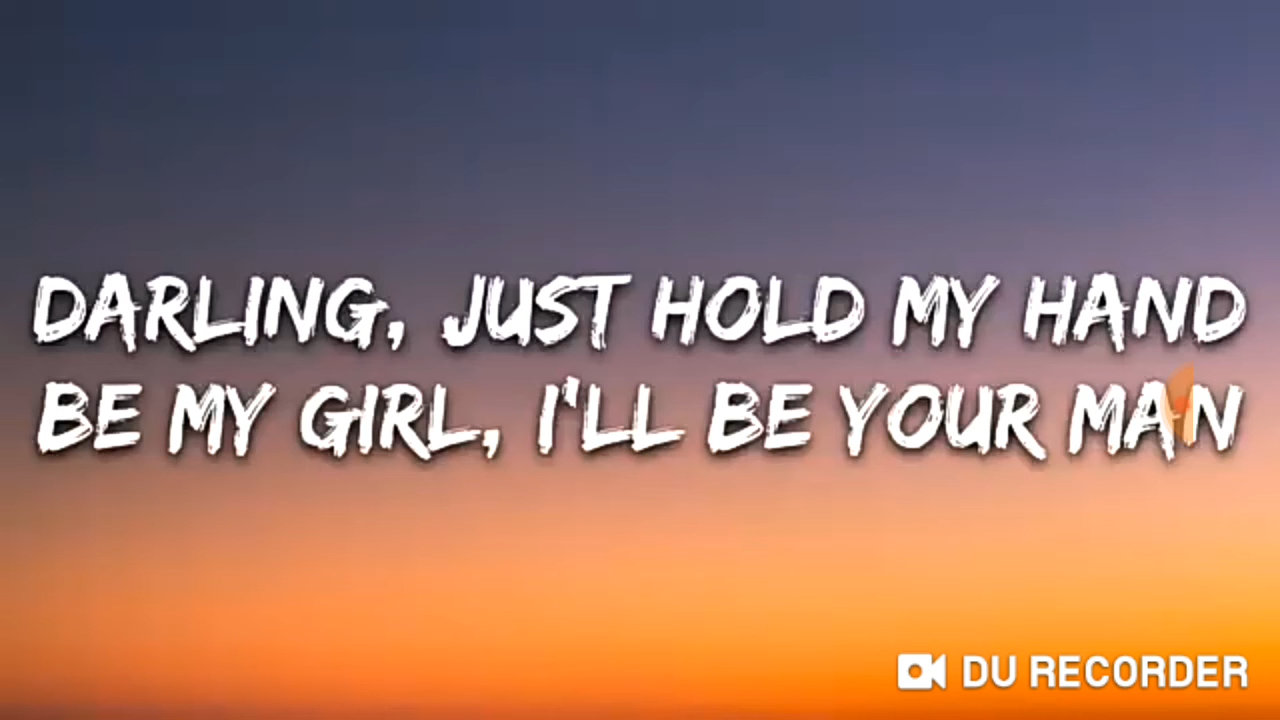 DARLING, JUST HOLD MY HAND
BE MY GIRL, I'LL BE YOUR MAN
DU RECORDER